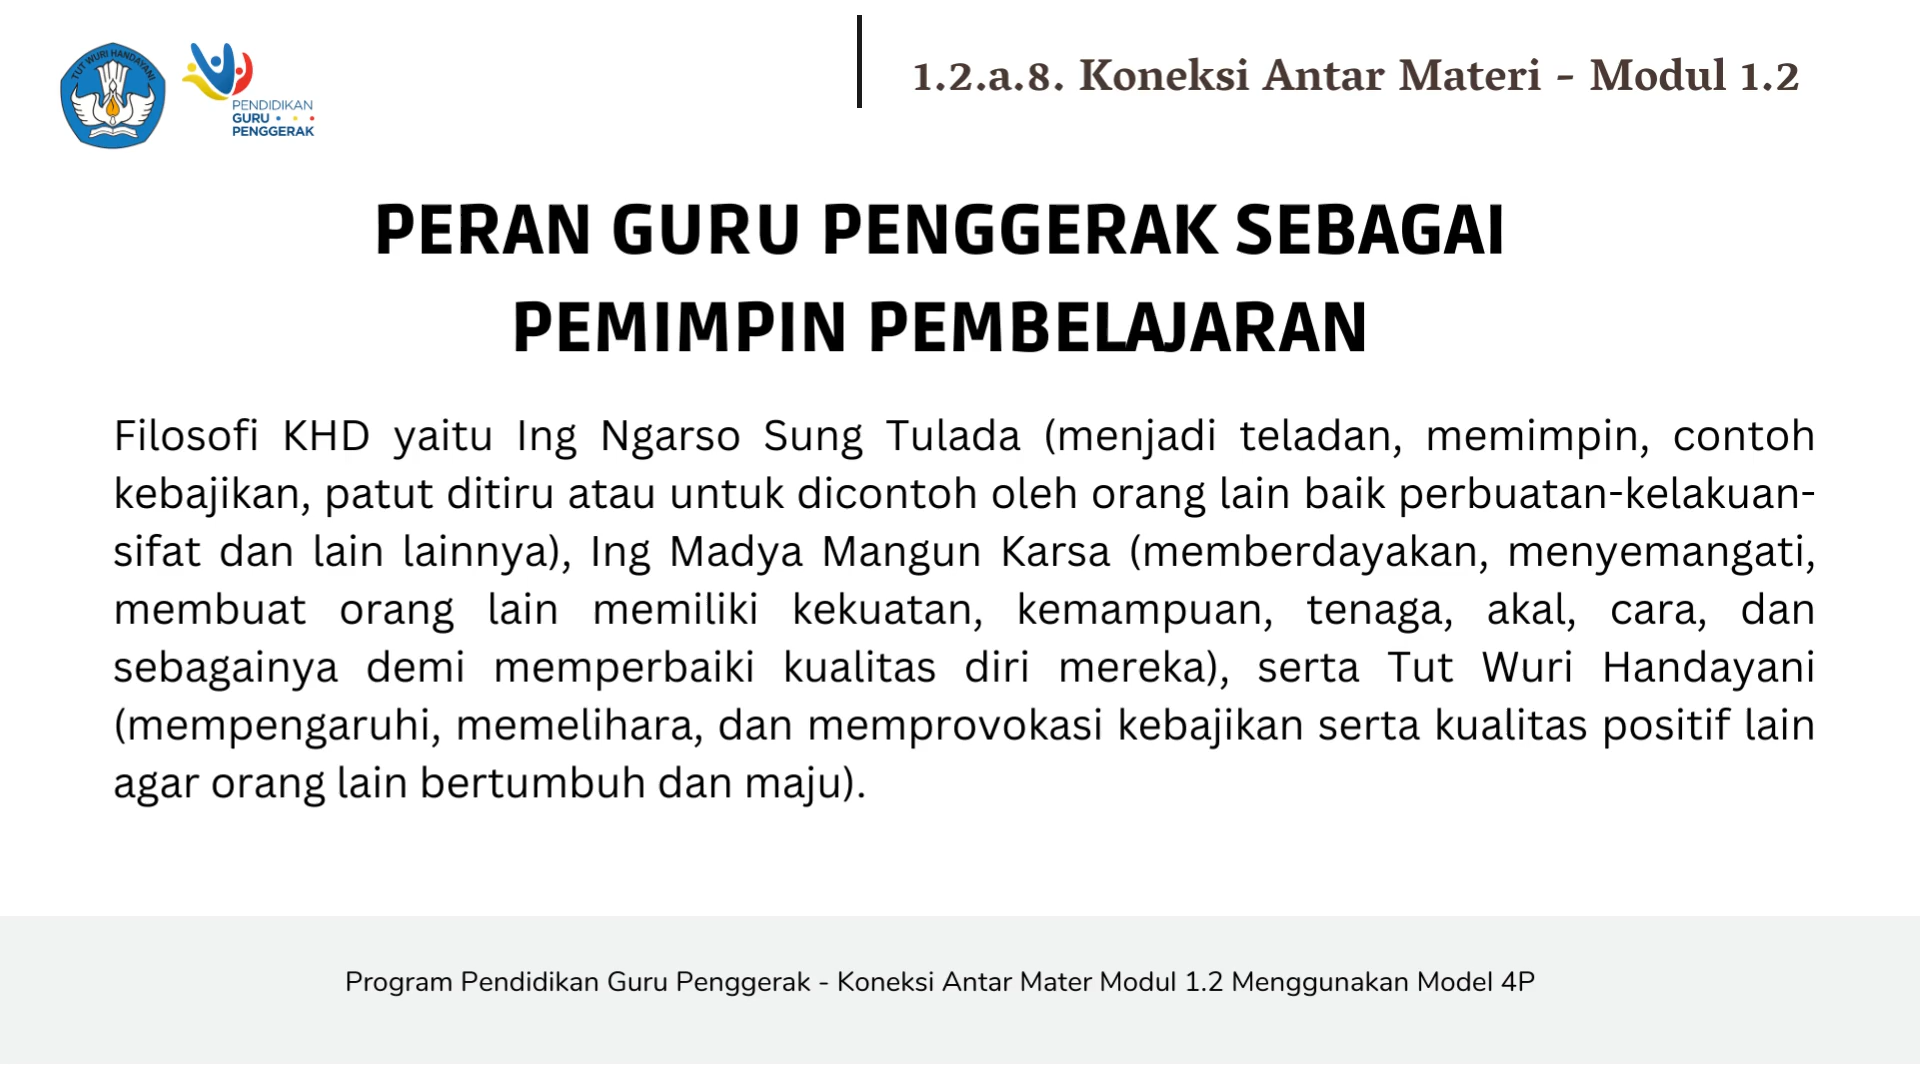 TUT WURI HANDAYANI
PENDIDIKAN
GURU
PENGGERAK
1.2.a.8. Koneksi Antar Materi - Modul 1.2
PERAN GURU PENGGERAK SEBAGAI
PEMIMPIN PEMBELAJARAN
Filosofi KHD yaitu Ing Ngarso Sung Tulada (menjadi teladan, memimpin, contoh
kebajikan, patut ditiru atau untuk dicontoh oleh orang lain baik perbuatan-kelakuan-
sifat dan lain lainnya), Ing Madya Mangun Karsa (memberdayakan, menyemangati,
membuat orang lain memiliki kekuatan, kemampuan, tenaga, akal, cara, dan
sebagainya demi memperbaiki kualitas diri mereka), serta Tut Wuri Handayani
(mempengaruhi, memelihara, dan memprovokasi kebajikan serta kualitas positif lain
agar orang lain bertumbuh dan maju).
Program Pendidikan Guru Penggerak - Koneksi Antar Mater Modul 1.2 Menggunakan Model 4P